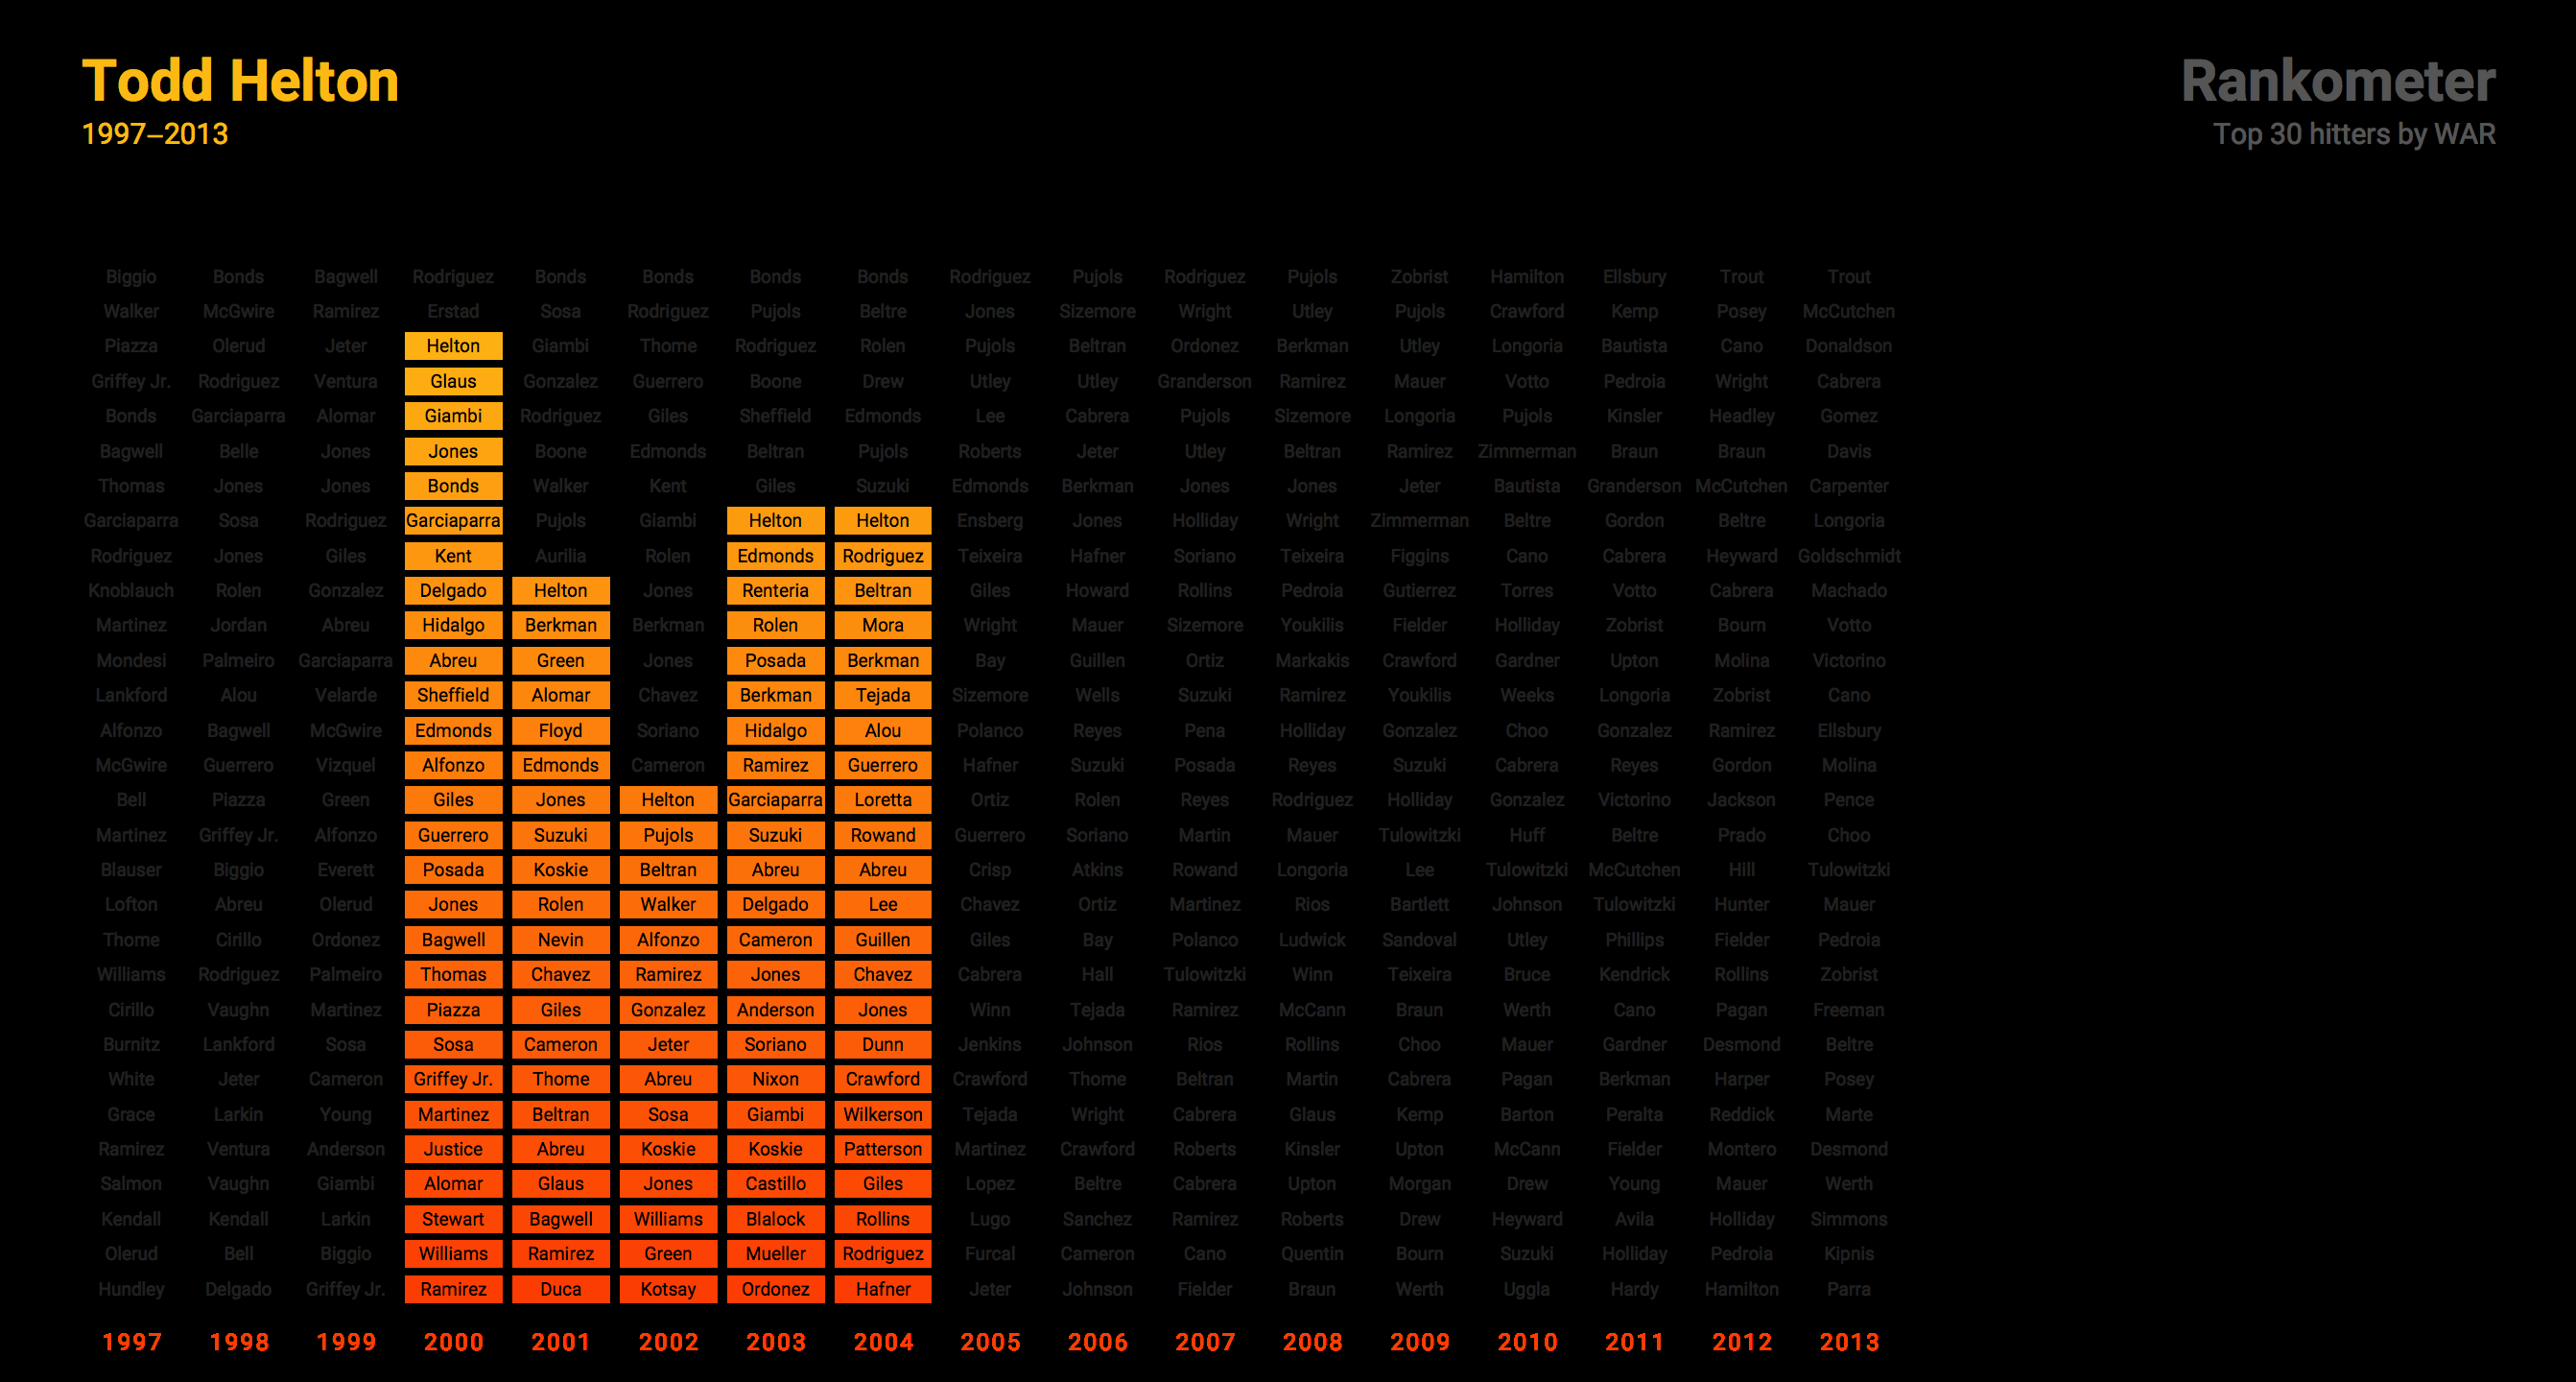 Todd Helton
1997–2013
Rankometer
Top 30 hitters by WAR
Biggio Bonds Bagwell Rodriguez Bonds Bonds Bonds Bonds Rodriguez Pujols Rodriguez Pujols Zobrist Hamilton Ellsbury Trout Trout
Walker McGwire Ramirez Erstad Sosa Rodriguez Pujols Beltre Jones Sizemore Wright Utley Pujols Crawford Kemp Posey McCutchen
Piazza Olerud Jeter Helton Giambi Thome Rodriguez Rolen Pujols Beltran Ordonez Berkman Utley Longoria Bautista Cano Donaldson
Griffey Jr. Rodriguez Ventura Glaus Gonzalez Guerrero Boone Drew Utley Utley Granderson Ramirez Mauer Votto Pedroia Wright Cabrera
Bonds Garciaparra Alomar Giambi Rodriguez Giles Sheffield Edmonds Lee Cabrera Pujols Sizemore Longoria Pujols Kinsler Headley Gomez
Bagwell Belle Jones Jones Boone Edmonds Beltran Pujols Roberts Jeter Utley Beltran Ramirez Zimmerman Braun Braun Davis
Thomas Jones Jones Bonds Walker Kent Giles Suzuki Edmonds Berkman Jones Jones Jeter Bautista Granderson McCutchen Carpenter
Garciaparra Sosa Rodriguez Garciaparra Pujols Giambi Helton Helton Ensberg Jones Holliday Wright Zimmerman Beltre Gordon Beltre Longoria
Rodriguez Jones Giles Kent Aurilia Rolen Edmonds Rodriguez Teixeira Hafner Soriano Teixeira Figgins Cano Cabrera Heyward Goldschmidt
Knoblauch Rolen Gonzalez Delgado Helton Jones Renteria Beltran Giles Howard Rollins Pedroia Gutierrez Torres Votto Cabrera Machado
Martinez Jordan Abreu Hidalgo Berkman Berkman Rolen Mora Wright Mauer Sizemore Youkilis Fielder Holliday Zobrist Bourn Votto
Mondesi Palmeiro Garciaparra Abreu Green Jones Posada Berkman Bay Guillen Ortiz Markakis Crawford Gardner Upton Molina Victorino
Lankford Alou Velarde Sheffield Alomar Chavez Berkman Tejada Sizemore Wells Suzuki Ramirez Youkilis Weeks Longoria Zobrist Cano
Alfonzo Bagwell McGwire Edmonds Floyd Soriano Hidalgo Alou Polanco Reyes Pena Holliday Gonzalez Choo Gonzalez Ramirez Ellsbury
McGwire Guerrero Vizquel Alfonzo Edmonds Cameron Ramirez Guerrero Hafner Suzuki Posada Reyes Suzuki Cabrera Reyes Gordon Molina
Bell Piazza Green Giles Jones Helton Garciaparra Loretta Ortiz Rolen Reyes Rodriguez Holliday Gonzalez Victorino Jackson Pence
Martinez Griffey Jr. Alfonzo Guerrero Suzuki Pujols Suzuki Rowand Guerrero Soriano Martin Mauer Tulowitzki Huff Beltre Prado Choo
Blauser Biggio Everett Posada Koskie Beltran Abreu Abreu Crisp Atkins Rowand Longoria Lee Tulowitzki McCutchen Hill Tulowitzki
Lofton Abreu Olerud Jones Rolen Walker Delgado Lee Chavez Ortiz Martinez Rios Bartlett Johnson Tulowitzki Hunter Mauer
Thome Cirillo Ordonez Bagwell Nevin Alfonzo Cameron Guillen Giles Bay Polanco Ludwick Sandoval Utley Phillips Fielder Pedroia
Williams Rodriguez Palmeiro Thomas Chavez Ramirez Jones Chavez Cabrera Hall Tulowitzki Winn Teixeira Bruce Kendrick Rollins Zobrist
Cirillo Vaughn Martinez Piazza Giles Gonzalez Anderson Jones Winn Tejada Ramirez McCann Braun Werth Cano Pagan Freeman
Burnitz Lankford Sosa Sosa Cameron Jeter Soriano Dunn Jenkins Johnson Rios Rollins Choo Mauer Gardner Desmond Beltre
White Jeter Cameron Griffey Jr. Thome Abreu Nixon Crawford Crawford Thome Beltran Martin Cabrera Pagan Berkman Harper Posey
Grace Larkin Young Martinez Beltran Sosa Giambi Wilkerson Tejada Wright Cabrera Glaus Kemp Barton Peralta Reddick Marte
Ramirez Ventura Anderson Justice Abreu Koskie Koskie Patterson Martinez Crawford Roberts Kinsler Upton McCann Fielder Montero Desmond
Salmon Vaughn Giambi Alomar Glaus Jones Castillo Giles Lopez Beltre Cabrera Upton Morgan Drew Young Mauer Werth
Kendall Kendall Larkin Stewart Bagwell Williams Blalock Rollins Lugo Sanchez Ramirez Roberts Drew Heyward Avila Holliday Simmons
Olerud Bell Biggio Williams Ramirez Green Mueller Rodriguez Furcal Cameron Cano Quentin Bourn Suzuki Holliday Pedroia Kipnis
Hundley Delgado Griffey Jr. Ramirez Duca Kotsay Ordonez Hafner Jeter Johnson Fielder Braun Werth Uggla Hardy Hamilton Parra
1997 1998 1999 2000 2001 2002 2003 2004 2005 2006 2007 2008 2009 2010 2011 2012 2013